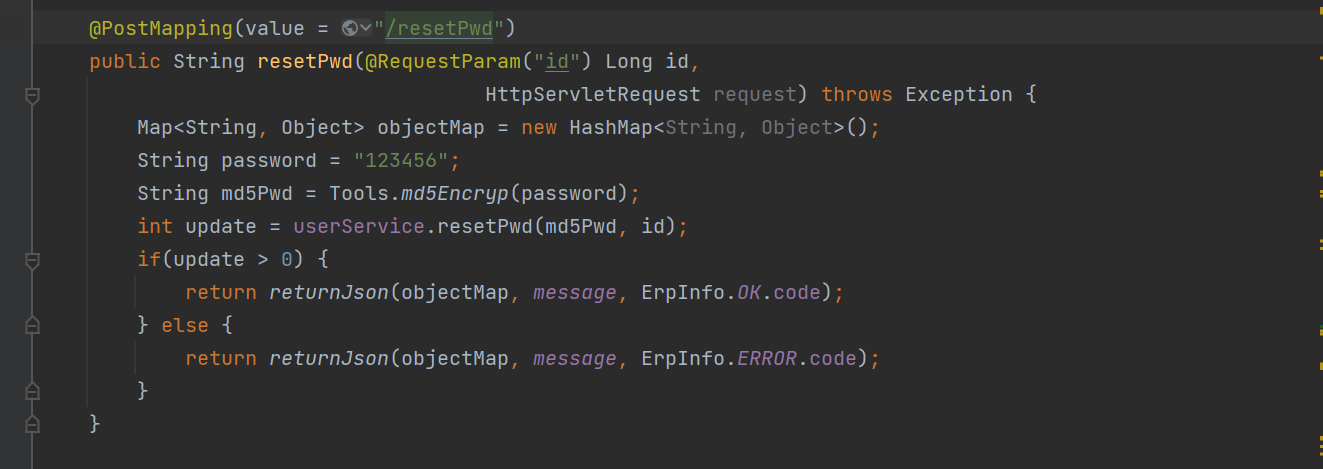 @PostMapping(value = "/resetPwd")
public String resetPwd(@RequestParam("id") Long id,
HttpServletRequest request) throws Exception {
Map<String, Object> objectMap = new HashMap<String, Object>();
String password = "123456";
String md5Pwd = Tools.md5Encryp(password);
int update = userService.resetPwd(md5Pwd, id);
if(update > 0) {
return returnJson(objectMap, message, ErpInfo.OK.code);
} else {
return returnJson(objectMap, message, ErpInfo.ERROR.code);
}
}